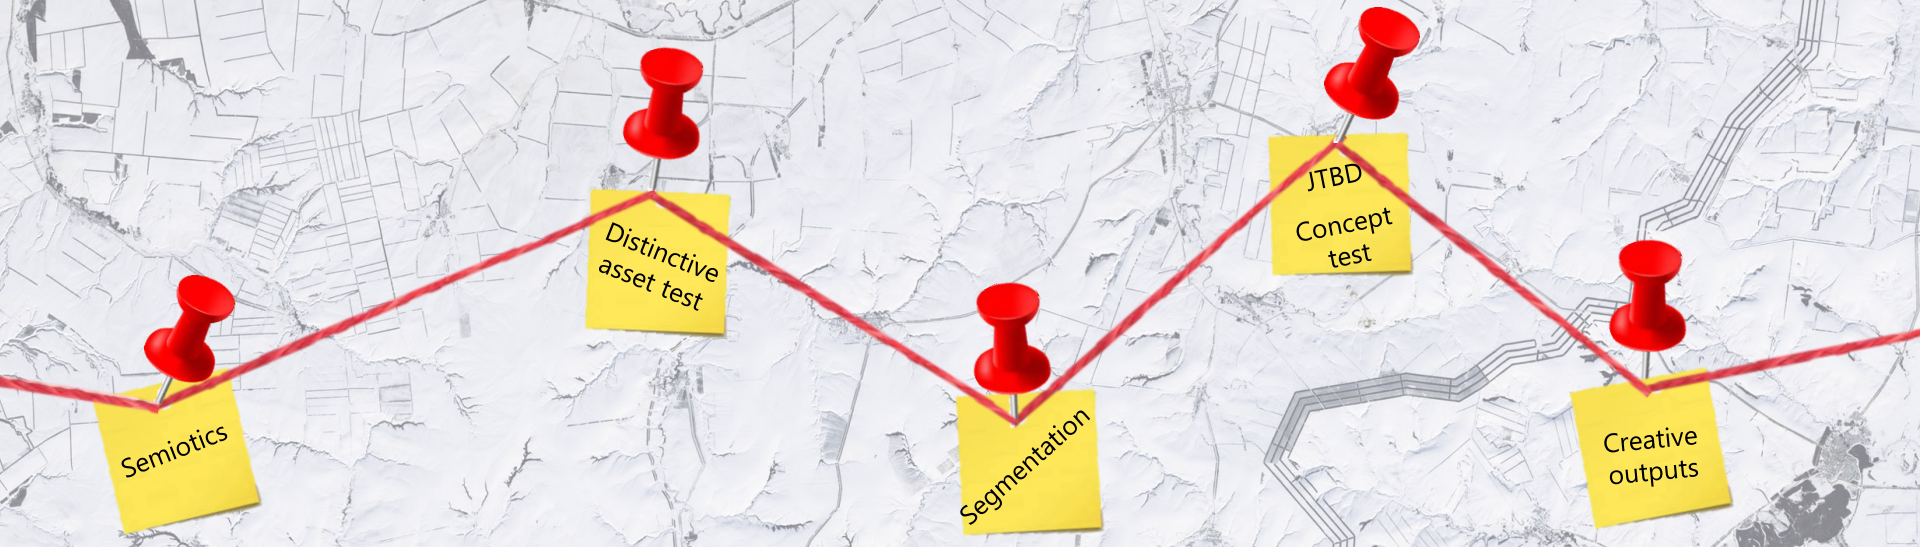 Semiotics
Distinctive
asset test
Segmentation
JTBD
Concept
test
Creative
outputs